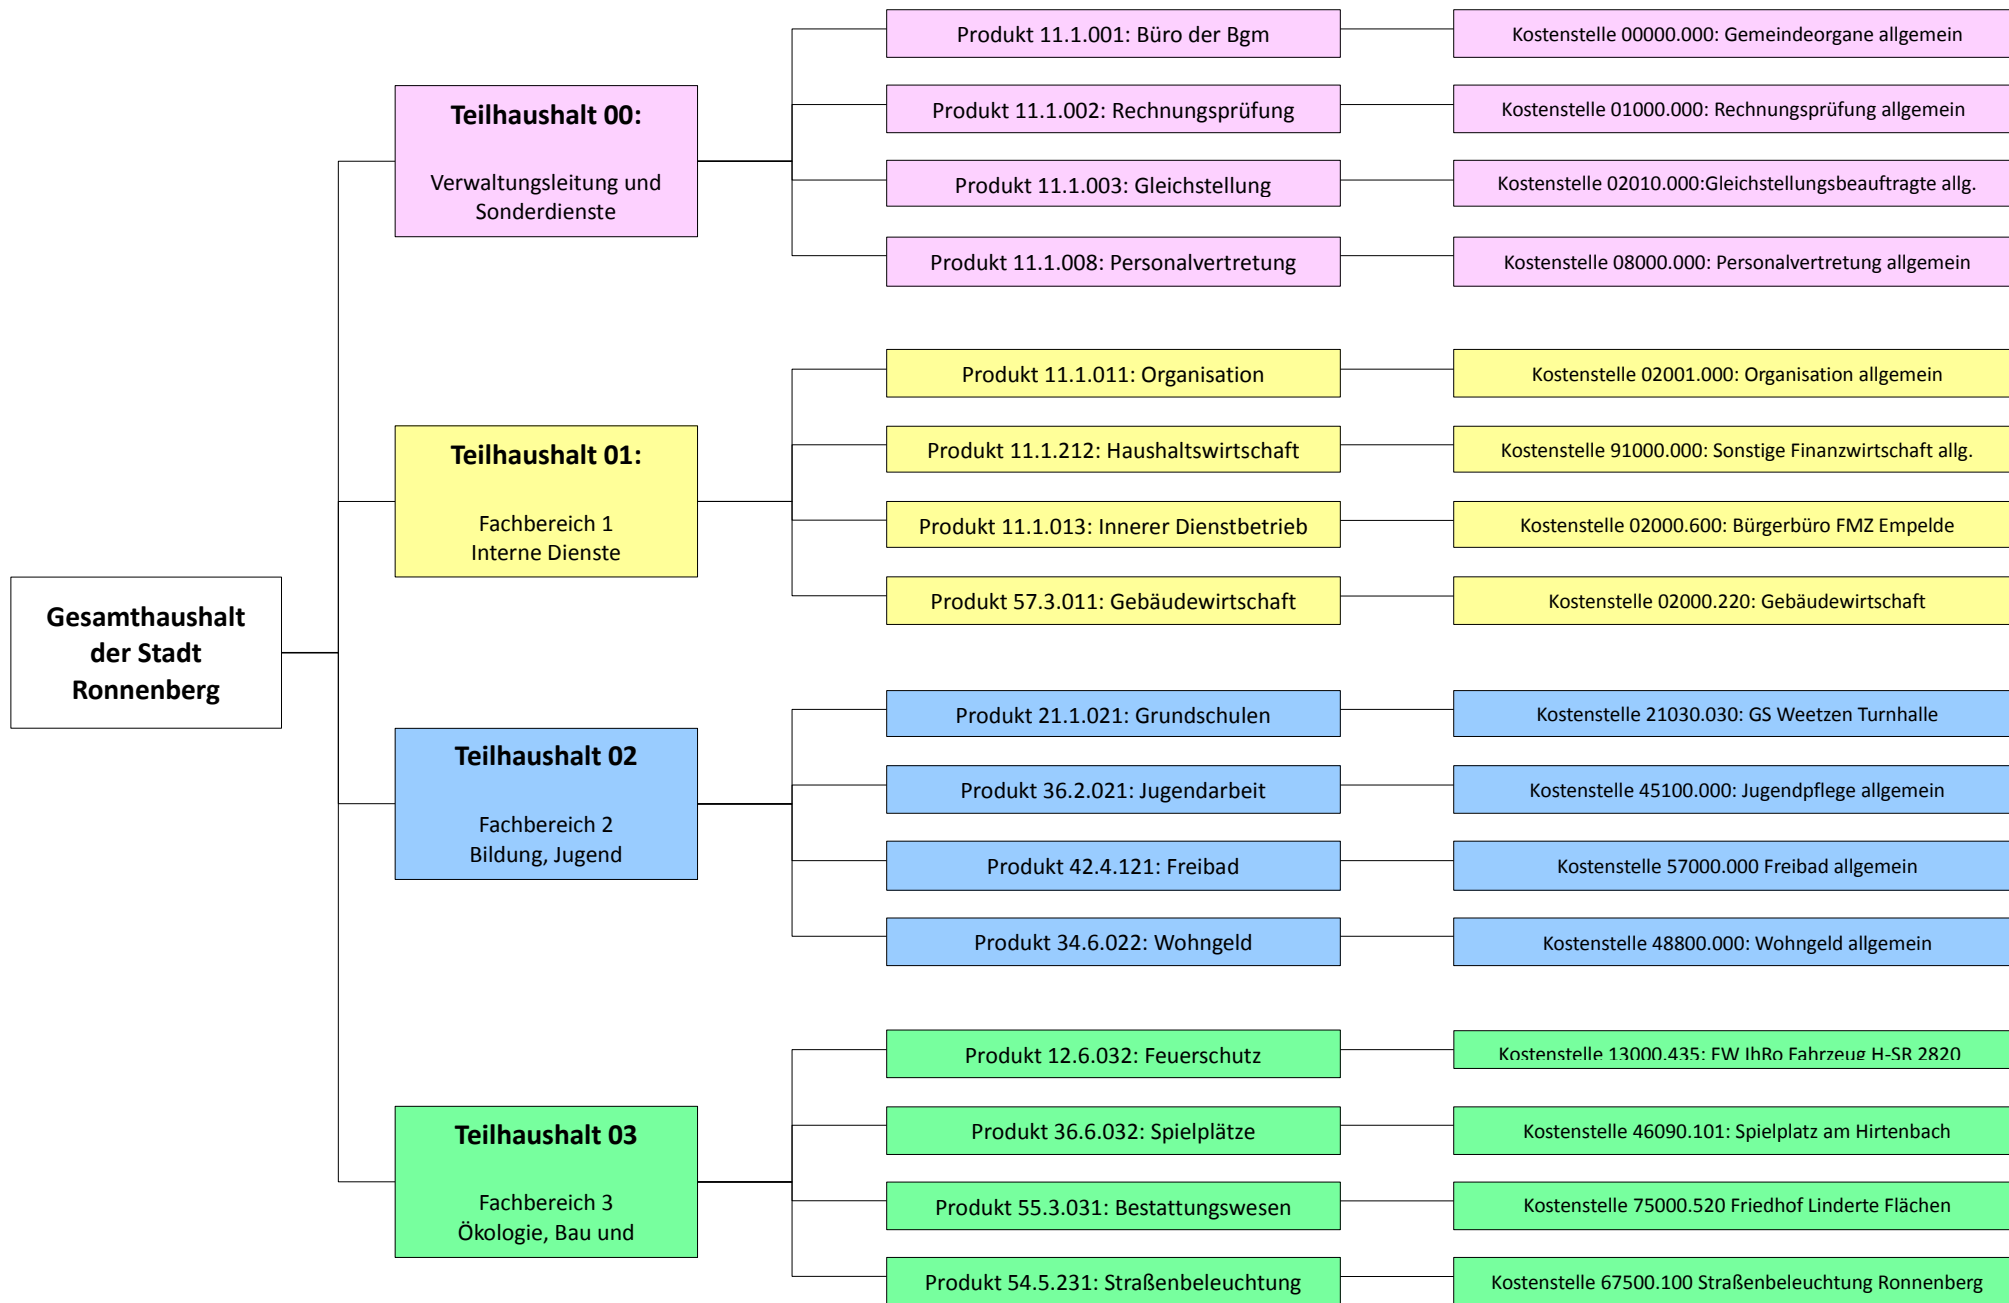 Gesamthaushalt
der Stadt
Ronnenberg
Teilhaushalt 00:
Verwaltungsleitung und
Sonderdienste
Produkt 11.1.001: Büro der Bgm
Kostenstelle 00000.000: Gemeindeorgane allgemein
Produkt 11.1.002: Rechnungsprüfung
Kostenstelle 01000.000: Rechnungsprüfung allgemein
Produkt 11.1.003: Gleichstellung
Kostenstelle 02010.000:Gleichstellungsbeauftragte allg.
Produkt 11.1.008: Personalvertretung
Kostenstelle 08000.000: Personalvertretung allgemein
Teilhaushalt 01:
Fachbereich 1
Interne Dienste
Produkt 11.1.011: Organisation
Kostenstelle 02001.000: Organisation allgemein
Produkt 11.1.212: Haushaltswirtschaft
Kostenstelle 91000.000: Sonstige Finanzwirtschaft allg.
Produkt 11.1.013: Innerer Dienstbetrieb
Kostenstelle 02000.600: Bürgerbüro FMZ Empelde
Produkt 57.3.011: Gebäudewirtschaft
Kostenstelle 02000.220: Gebäudewirtschaft
Teilhaushalt 02
Fachbereich 2
Bildung, Jugend
Produkt 21.1.021: Grundschulen
Kostenstelle 21030.030: GS Weetzen Turnhalle
Produkt 36.2.021: Jugendarbeit
Kostenstelle 45100.000: Jugendpflege allgemein
Produkt 42.4.121: Freibad
Kostenstelle 57000.000 Freibad allgemein
Produkt 34.6.022: Wohngeld
Kostenstelle 48800.000: Wohngeld allgemein
Teilhaushalt 03
Fachbereich 3
Ökologie, Bau und
Produkt 12.6.032: Feuerschutz
Kostenstelle 13000.435: FW IhRo Fahrzeug H-SR 2820
Produkt 36.6.032: Spielplätze
Kostenstelle 46090.101: Spielplatz am Hirtenbach
Produkt 55.3.031: Bestattungswesen
Kostenstelle 75000.520 Friedhof Linderte Flächen
Produkt 54.5.231: Straßenbeleuchtung
Kostenstelle 67500.100 Straßenbeleuchtung Ronnenberg